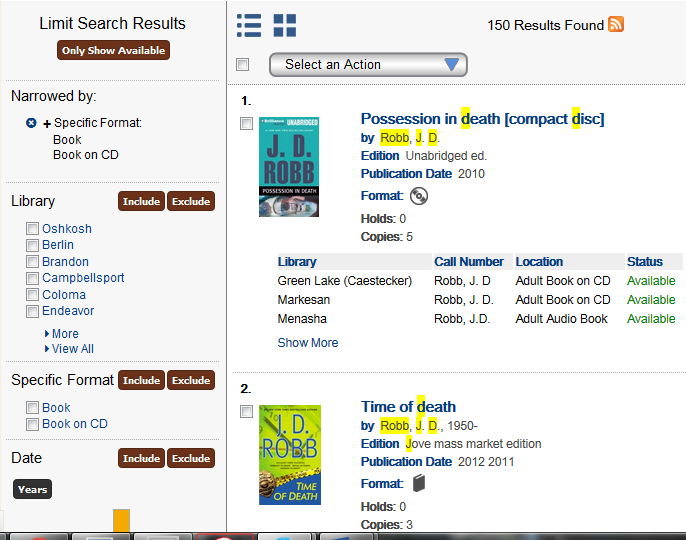 Limit Search Results
Only Show Available
Narrowed by:
+ Specific Format:
Book
Book on CD
Library Include Exclude
Oshkosh
Berlin
Brandon
Campbellsport
Coloma
Endeavor
More
View All
Specific Format Include Exclude
Book
Book on CD
Date Include Exclude
Years
150 Results Found
Select an Action
1.
Brilliance UNABRIDGED
J. D.
ROBB
POSSESSION IN DEATH
Possession in death [compact disc]
by Robb, J. D.
Edition Unabridged ed.
Publication Date 2010
Format:
Holds: 0
Copies: 5
Library Call Number Location Status
Green Lake (Caestecker) Robb, J. D Adult Book on CD Available
Markesan Robb, J. D. Adult Book on CD Available
Menasha Robb, J.D. Adult Audio Book Available
Show More
2.
J. D.
ROBB
TIME
OF DEATH
Time of death
by Robb, J. D., 1950-
Edition Jove mass market edition
Publication Date 2012 2011
Format:
Holds: 0
Copies: 3